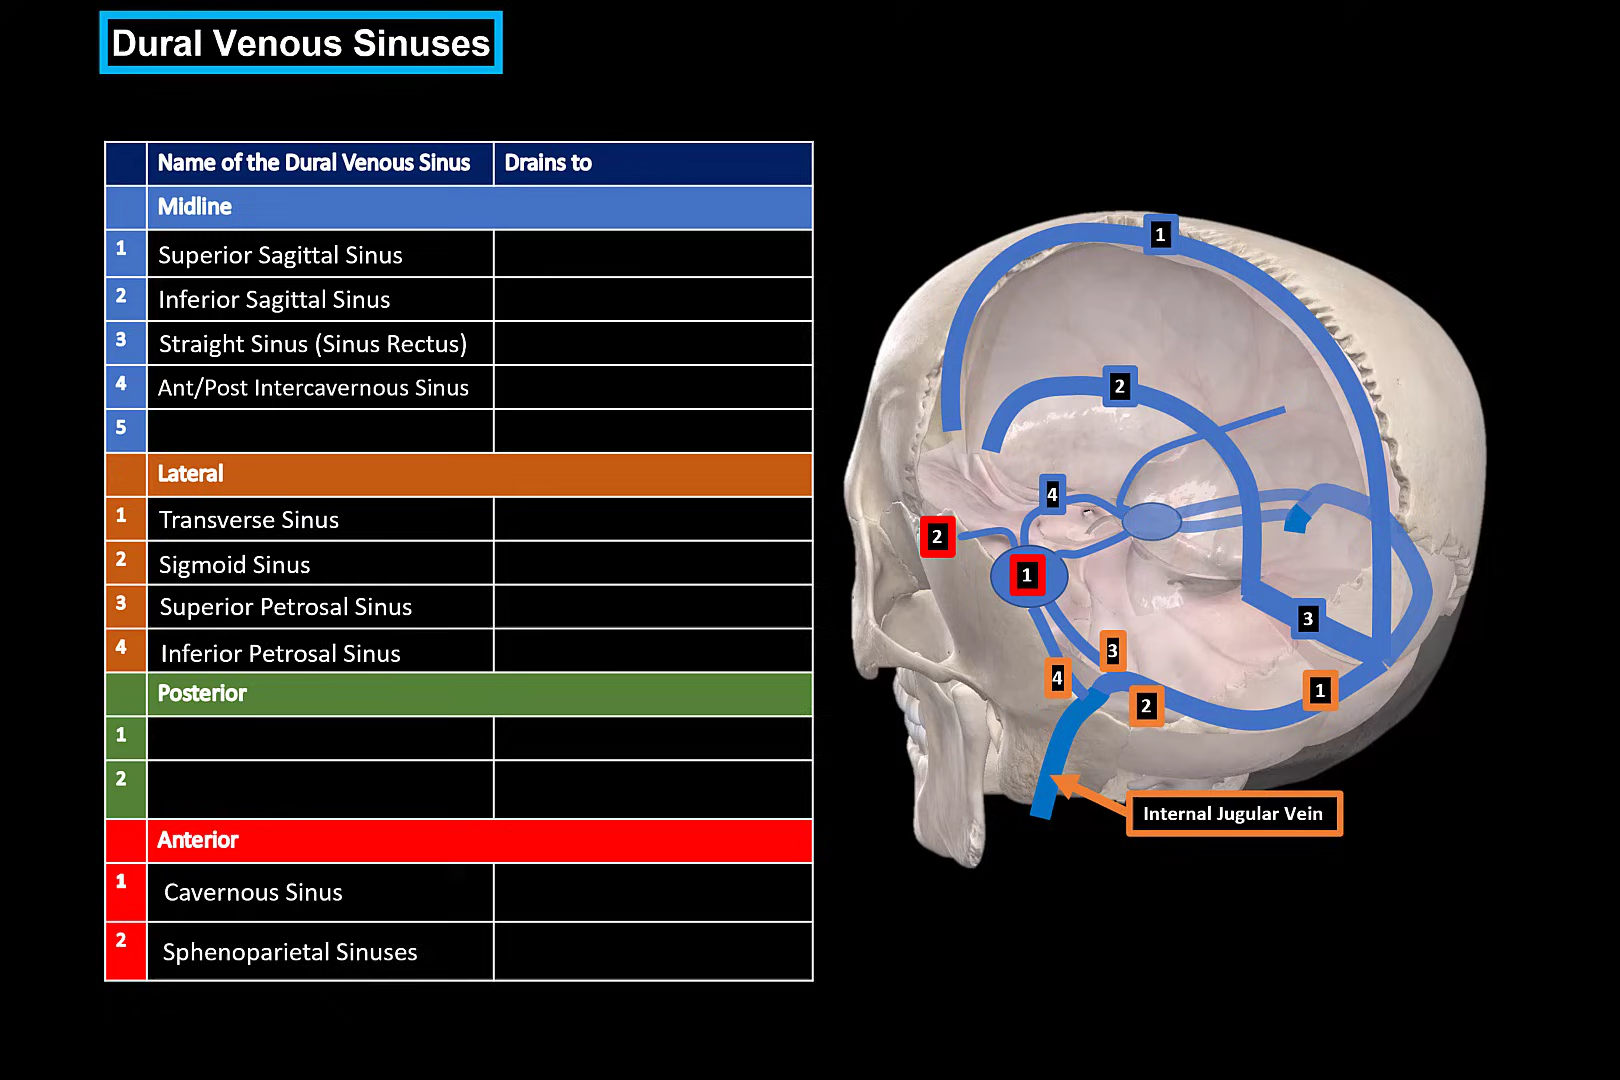 Dural Venous Sinuses
Name of the Dural Venous Sinus Drains to
Midline
1 Superior Sagittal Sinus
2 Inferior Sagittal Sinus
3 Straight Sinus (Sinus Rectus)
4 Ant/Post Intercavernous Sinus
5
Lateral
1 Transverse Sinus
2 Sigmoid Sinus
3 Superior Petrosal Sinus
4 Inferior Petrosal Sinus
Posterior
1
2
Anterior
1 Cavernous Sinus
2 Sphenoparietal Sinuses
1
2
4
2
1
3
3
4
1
2
Internal Jugular Vein